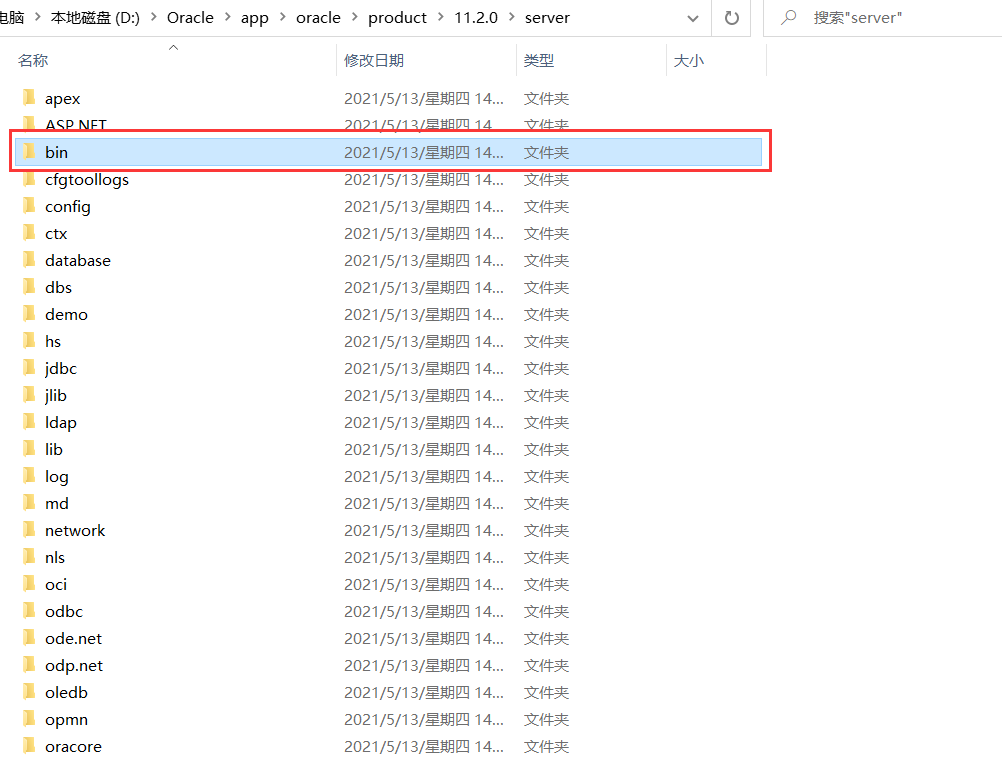 电脑 > 本地磁盘 (D:) > Oracle > app > oracle > product > 11.2.0 > server 搜索"server"
名称 修改日期 类型 大小
apex 2021/5/13/星期四 14... 文件夹
ASP.NET 2021/5/13/星期四 14... 文件夹
bin 2021/5/13/星期四 14... 文件夹
cfgtoollogs 2021/5/13/星期四 14... 文件夹
config 2021/5/13/星期四 14... 文件夹
ctx 2021/5/13/星期四 14... 文件夹
database 2021/5/13/星期四 14... 文件夹
dbs 2021/5/13/星期四 14... 文件夹
demo 2021/5/13/星期四 14... 文件夹
hs 2021/5/13/星期四 14... 文件夹
jdbc 2021/5/13/星期四 14... 文件夹
jlib 2021/5/13/星期四 14... 文件夹
ldap 2021/5/13/星期四 14... 文件夹
lib 2021/5/13/星期四 14... 文件夹
log 2021/5/13/星期四 14... 文件夹
md 2021/5/13/星期四 14... 文件夹
network 2021/5/13/星期四 14... 文件夹
nls 2021/5/13/星期四 14... 文件夹
oci 2021/5/13/星期四 14... 文件夹
odbc 2021/5/13/星期四 14... 文件夹
ode.net 2021/5/13/星期四 14... 文件夹
odp.net 2021/5/13/星期四 14... 文件夹
oledb 2021/5/13/星期四 14... 文件夹
opmn 2021/5/13/星期四 14... 文件夹
oracore 2021/5/13/星期四 14... 文件夹